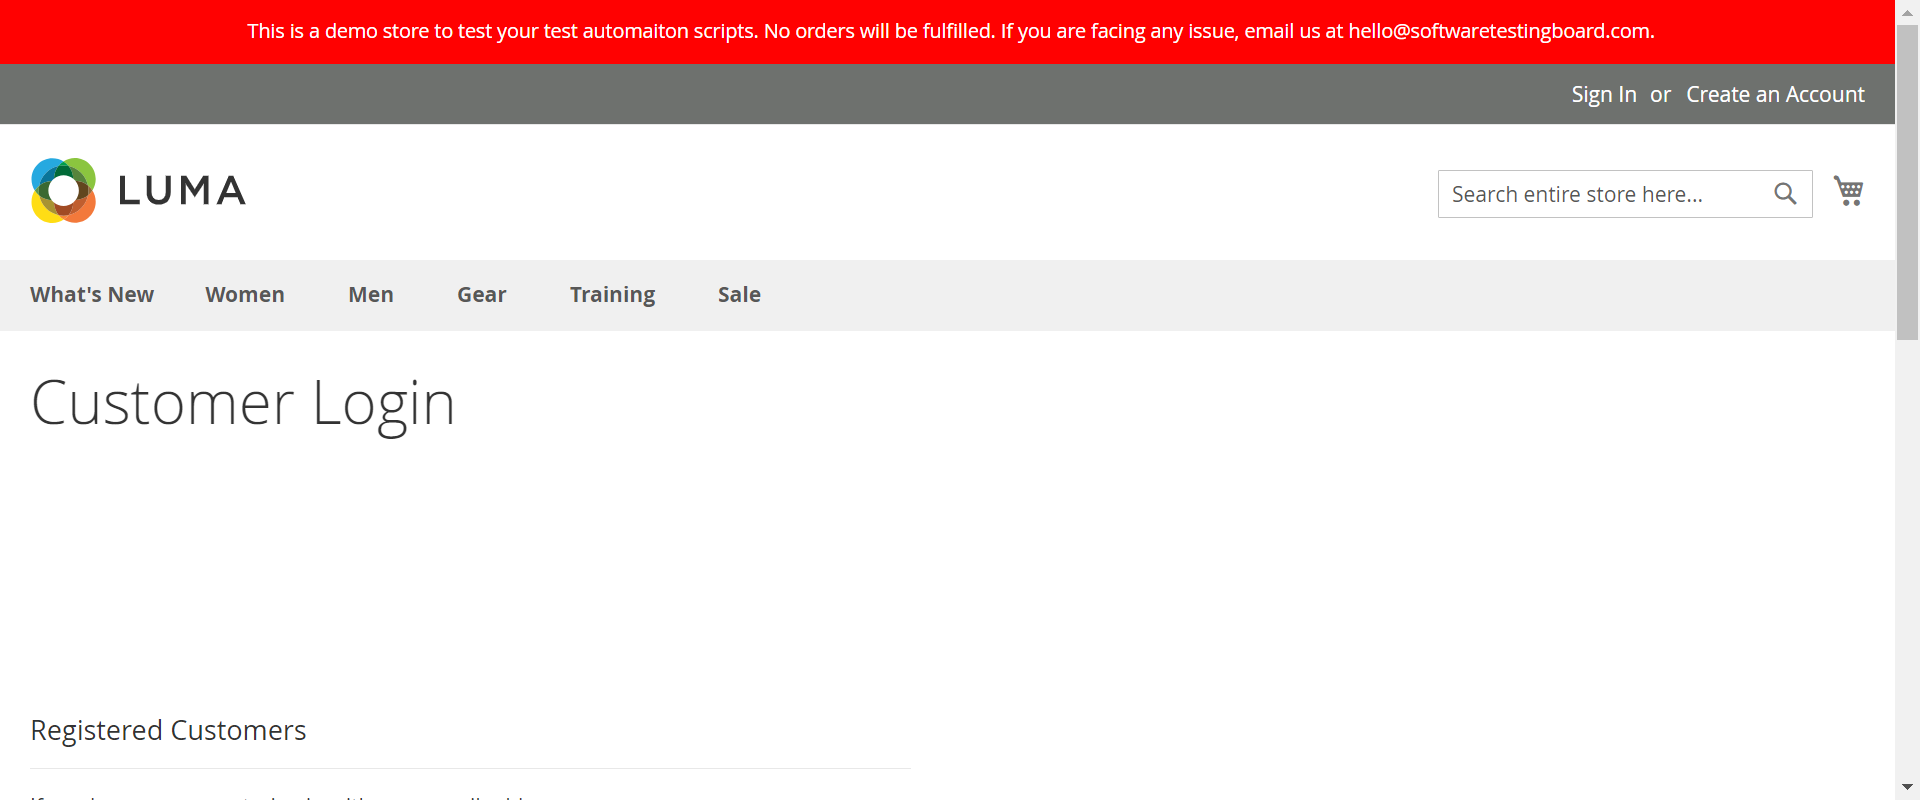 This is a demo store to test your test automaiton scripts. No orders will be fulfilled. If you are facing any issue, email us at hello@softwaretestingboard.com.
Sign In or Create an Account
LUMA
Search entire store here...
What's New Women Men Gear Training Sale
Customer Login
Registered Customers